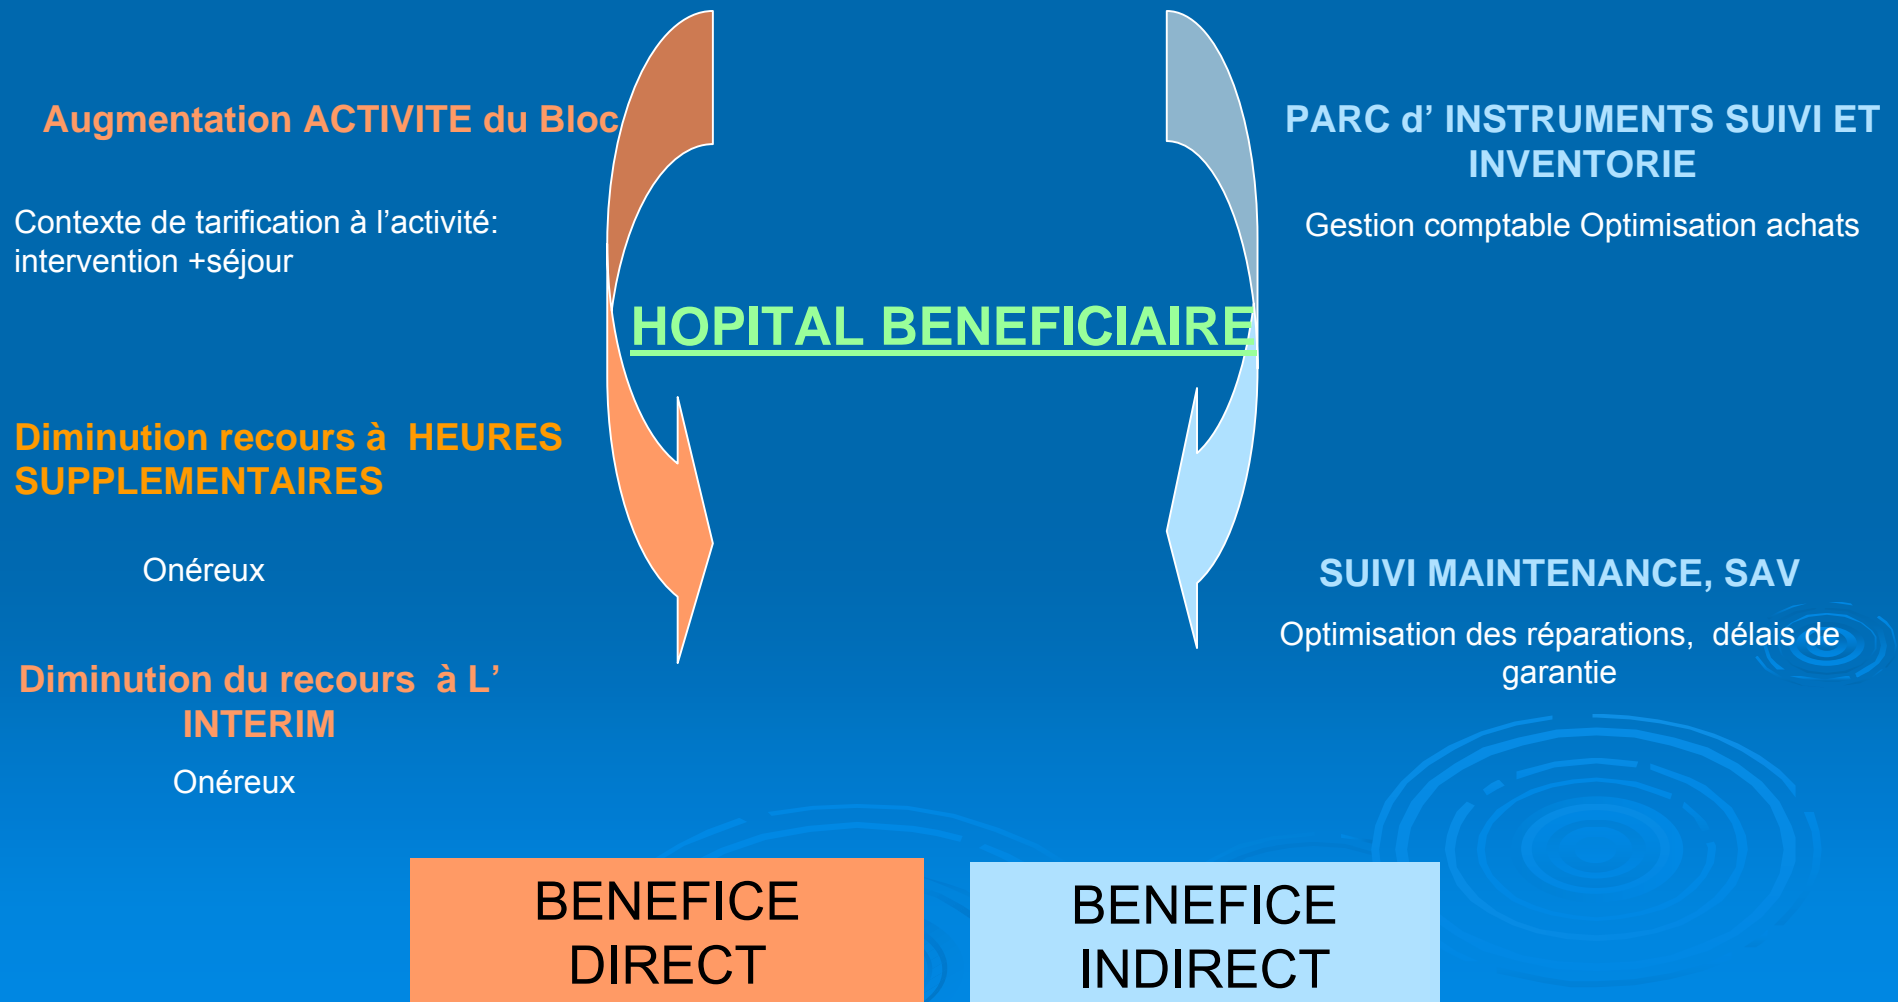 Augmentation ACTIVITE du Bloc
Contexte de tarification à l’activité:
intervention +séjour
Diminution recours à  HEURES
SUPPLEMENTAIRES
Onéreux
Diminution du recours  à L’
INTERIM
Onéreux
HOPITAL BENEFICIAIRE
PARC d’ INSTRUMENTS SUIVI ET
INVENTORIE
Gestion comptable Optimisation achats
SUIVI MAINTENANCE, SAV
Optimisation des réparations,  délais de
garantie
BENEFICE
DIRECT
BENEFICE
INDIRECT